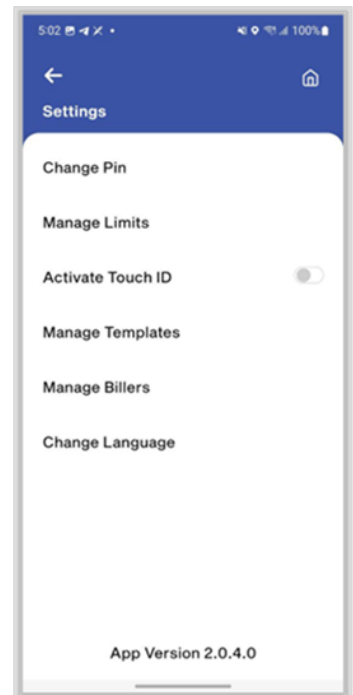 5:02 100%
Settings
Change Pin
Manage Limits
Activate Touch ID
Manage Templates
Manage Billers
Change Language
App Version 2.0.4.0